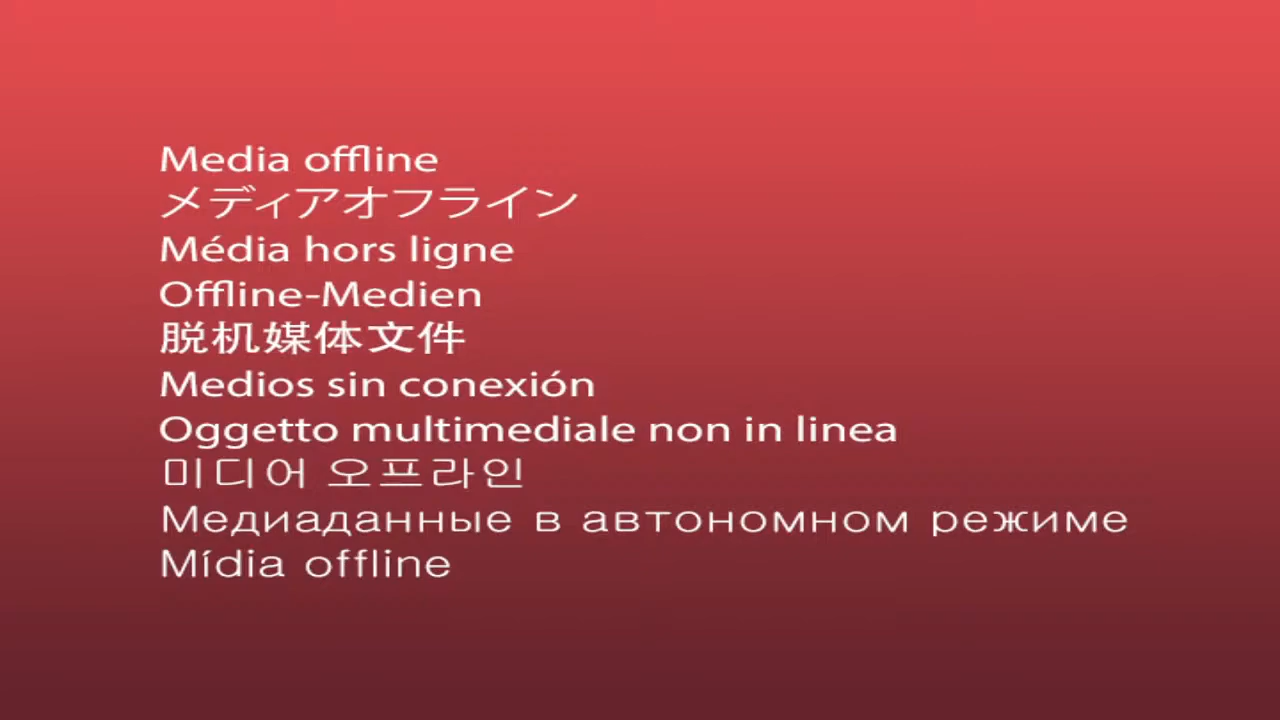 Media offline
メディアオフライン
Média hors ligne
Offline-Medien
脱机媒体文件
Medios sin conexión
Oggetto multimediale non in linea
미디어 오프라인
Медиаданные в автономном режиме
Mídia offline